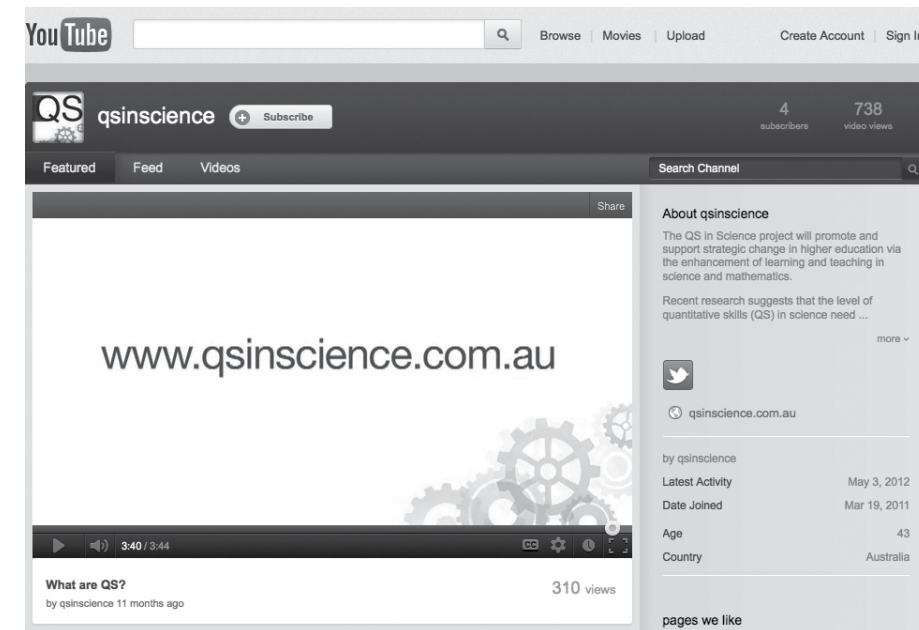 YouTube
Browse | Movies | Upload
Create Account | Sign In
QS qsinscience Subscribe
4 738
subscribers video views
Featured Feed Videos
Search Channel
Share
www.qsinscience.com.au
3:40 / 3:44
CC
What are QS?
by qsinscience 11 months ago
310 views
About qsinscience
The QS in Science project will promote and
support strategic change in higher education via
the enhancement of learning and teaching in
science and mathematics.
Recent research suggests that the level of
quantitative skills (QS) in science need ...
more
qsinscience.com.au
by qsinscience
Latest Activity May 3, 2012
Date Joined Mar 19, 2011
Age 43
Country Australia
pages we like